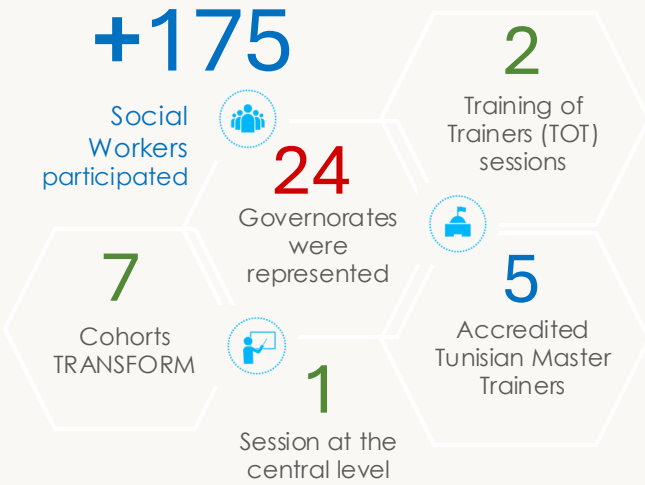 +175
Social
Workers
participated
2
Training of
Trainers (TOT)
sessions
24
Governorates
were
represented
7
Cohorts
TRANSFORM
5
Accredited
Tunisian Master
Trainers
1
Session at the
central level